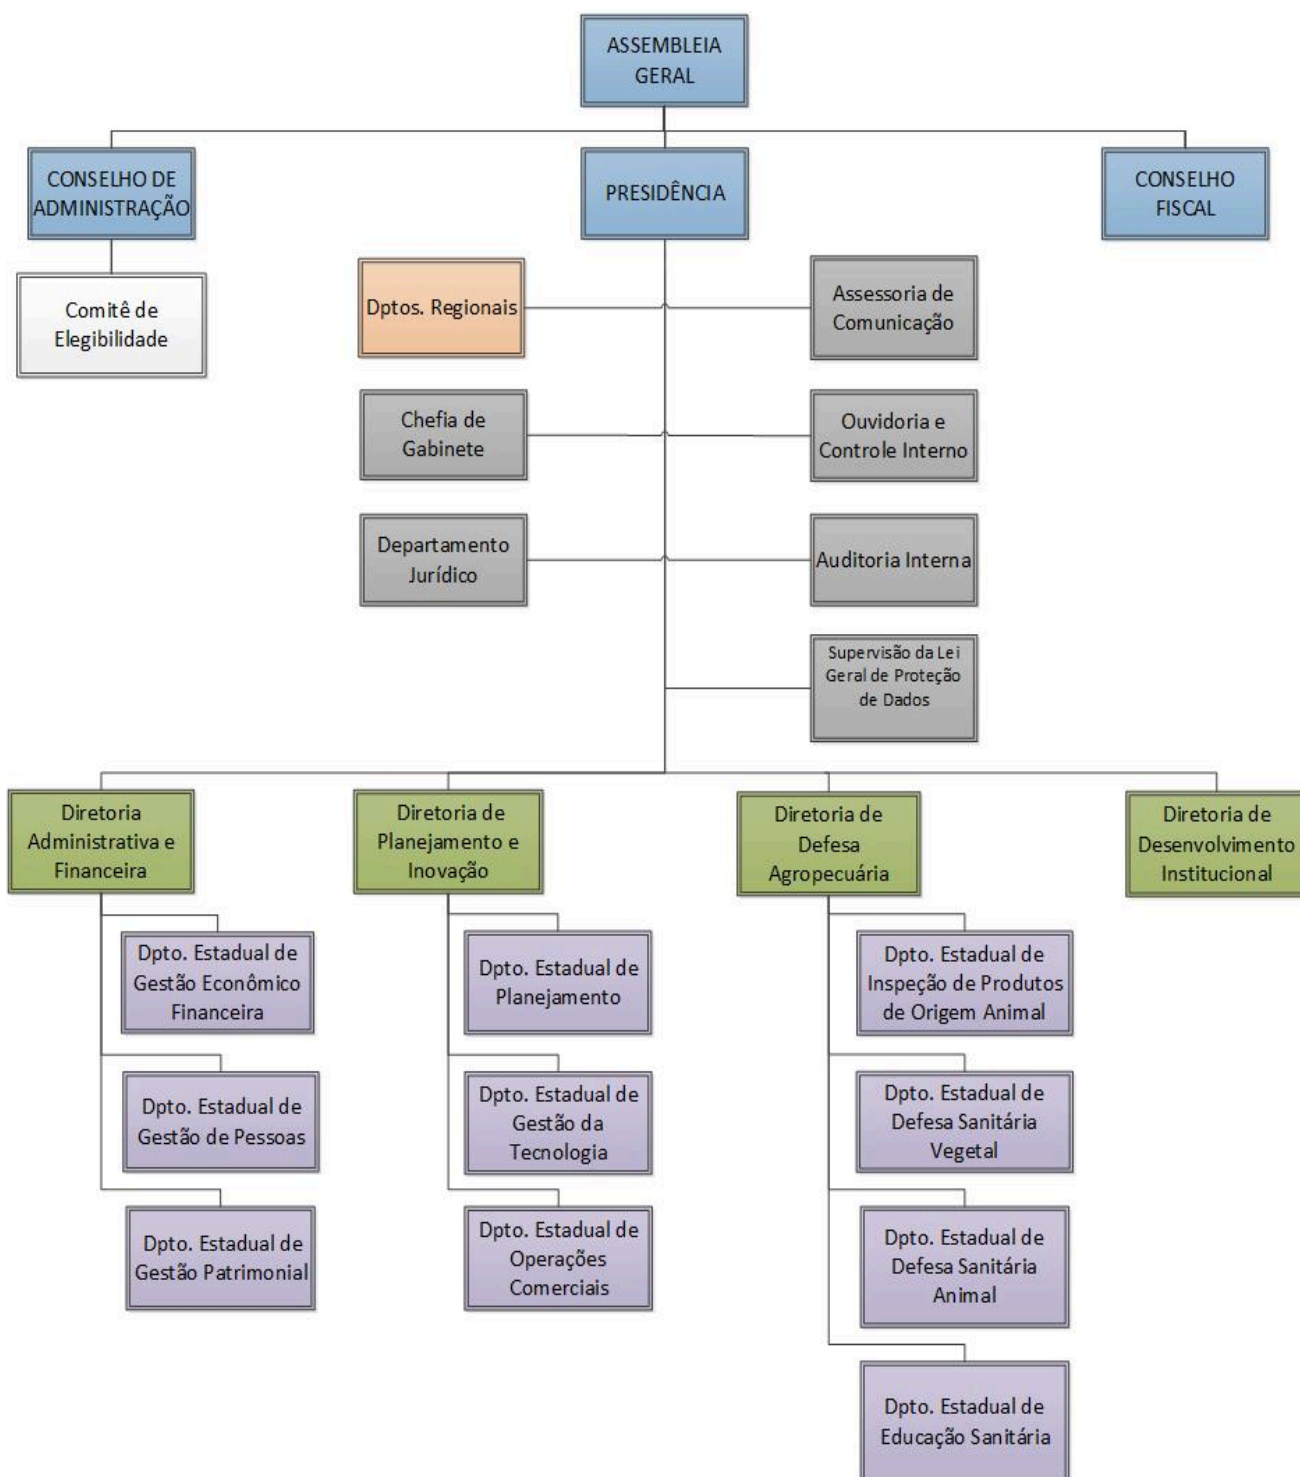 ASSEMBLEIA
GERAL
CONSELHO DE
ADMINISTRAÇÃO
PRESIDÊNCIA
CONSELHO
FISCAL
Comitê de
Elegibilidade
Dptos. Regionais
Assessoria de
Comunicação
Chefia de
Gabinete
Ouvidoria e
Controle Interno
Departamento
Jurídico
Auditoria Interna
Supervisão da Lei
Geral de Proteção
de Dados
Diretoria
Administrativa e
Financeira
Diretoria de
Planejamento e
Inovação
Diretoria de
Defesa
Agropecuária
Diretoria de
Desenvolvimento
Institucional
Dpto. Estadual de
Gestão Econômico
Financeira
Dpto. Estadual de
Gestão de Pessoas
Dpto. Estadual de
Gestão Patrimonial
Dpto. Estadual de
Planejamento
Dpto. Estadual de
Gestão da
Tecnologia
Dpto. Estadual de
Operações
Comerciais
Dpto. Estadual de
Inspeção de Produtos
de Origem Animal
Dpto. Estadual de
Defesa Sanitária
Vegetal
Dpto. Estadual de
Defesa Sanitária
Animal
Dpto. Estadual de
Educação Sanitária